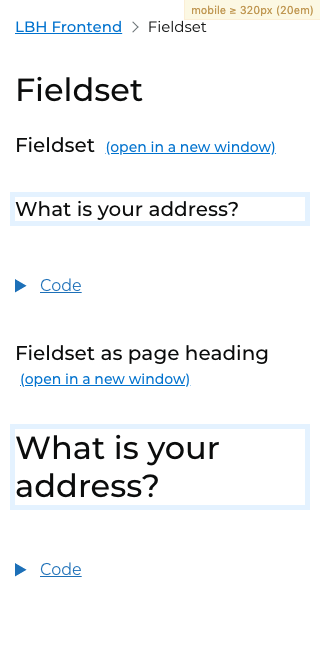 mobile ≥ 320px (20em)
LBH Frontend > Fieldset
Fieldset
Fieldset (open in a new window)
What is your address?
Code
Fieldset as page heading
(open in a new window)
What is your
address?
Code